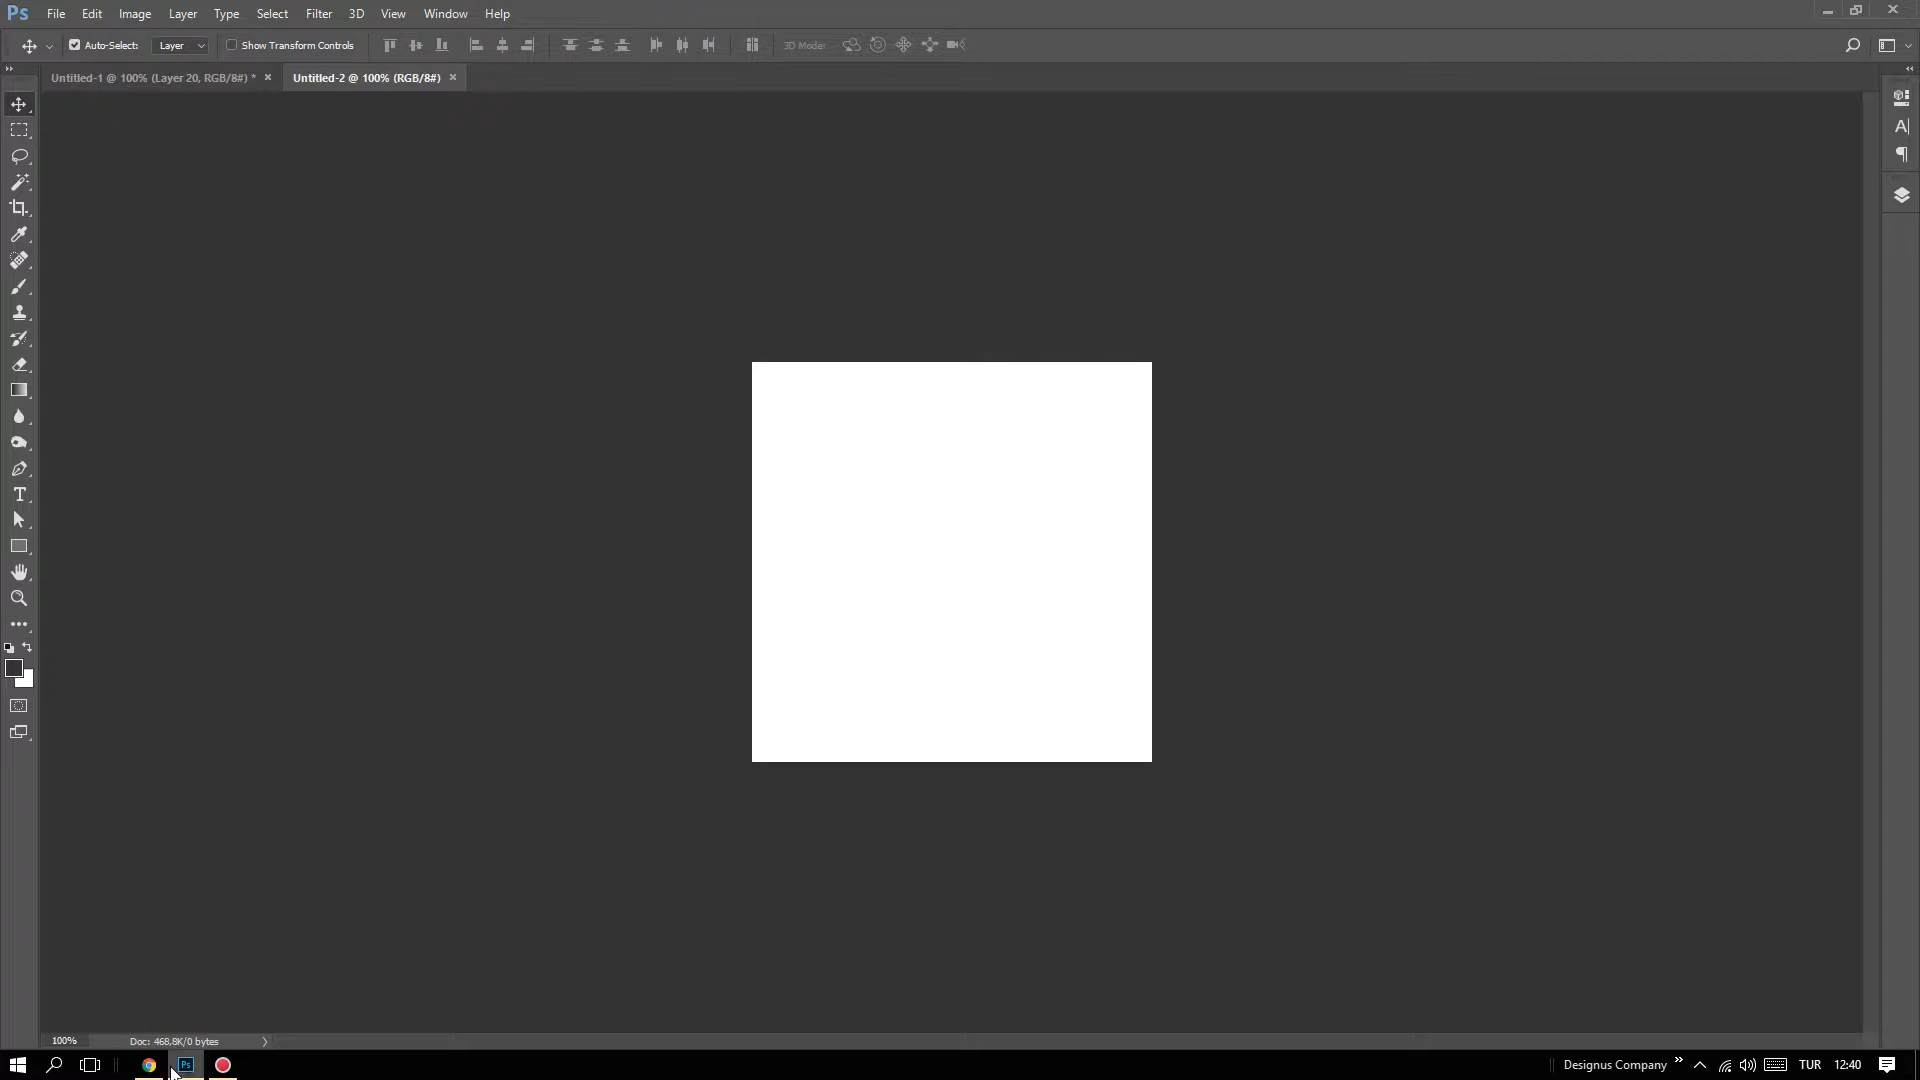 Ps File Edit Image Layer Type Select Filter 3D View Window Help
Auto-Select: Layer Show Transform Controls 3D Mode:
Untitled-1 @ 100% (Layer 20, RGB/8#) * × Untitled-2 @ 100% (RGB/8#) ×
100% Doc: 468,8K/0 bytes
Ps Designus Company TUR 12:40